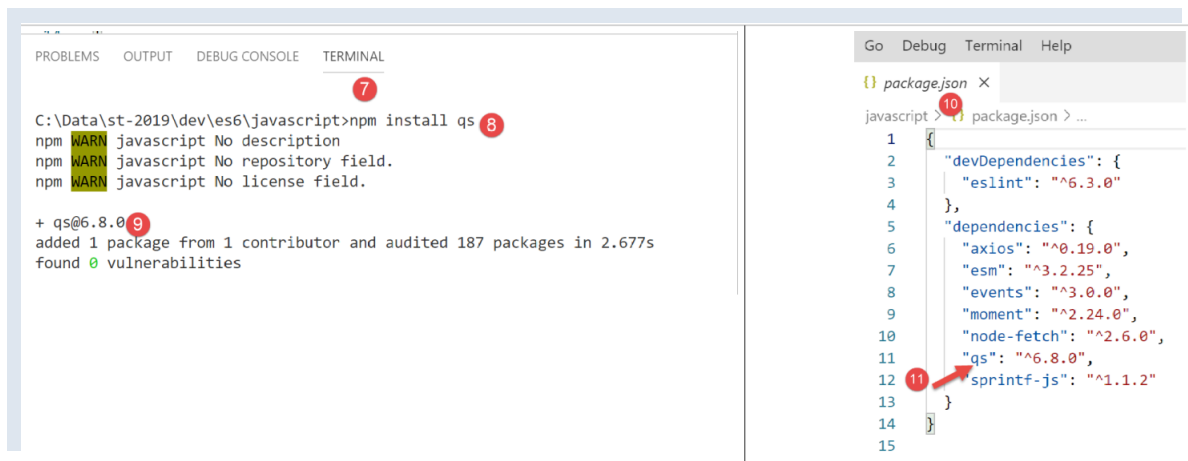 PROBLEMS OUTPUT DEBUG CONSOLE TERMINAL
7
C:\Data\st-2019\dev\es6\javascript>npm install qs 8
npm WARN javascript No description
npm WARN javascript No repository field.
npm WARN javascript No license field.
+ qs@6.8.0 9
added 1 package from 1 contributor and audited 187 packages in 2.677s
found 0 vulnerabilities
Go Debug Terminal Help
{} package.json ×
10
javascript > {} package.json > ...
1 {
2 "devDependencies": {
3 "eslint": "^6.3.0"
4 },
5 "dependencies": {
6 "axios": "^0.19.0",
7 "esm": "^3.2.25",
8 "events": "^3.0.0",
9 "moment": "^2.24.0",
10 "node-fetch": "^2.6.0",
11 "qs": "^6.8.0",
12 11 "sprintf-js": "^1.1.2"
13 }
14 }
15